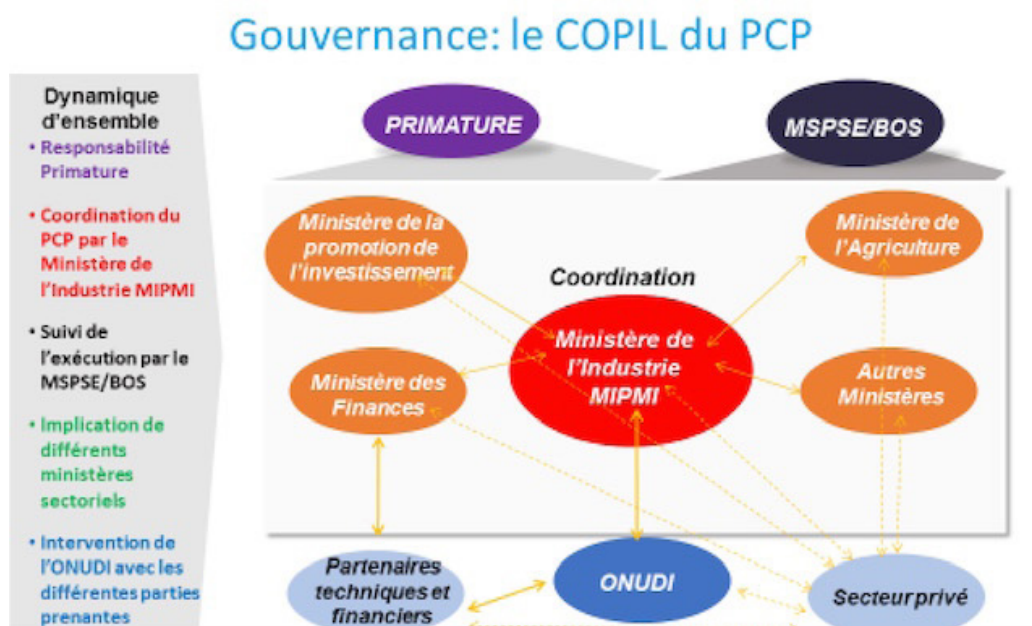 Gouvernance: le COPIL du PCP
Dynamique
d'ensemble
• Responsabilité
Primature
• Coordination du
PCP par le
Ministère de
l'Industrie MIPMI
• Suivi de
l'exécution par le
MSPSE/BOS
• Implication de
différents
ministères
sectoriels
• Intervention de
l'ONUDI avec les
différentes parties
prenantes
PRIMATURE
MSPSE/BOS
Ministère de la
promotion de
l'investissement
Ministère de
l'Agriculture
Coordination
Ministère de
l'Industrie
MIPMI
Ministère des
Finances
Autres
Ministères
Partenaires
techniques et
financiers
ONUDI
Secteur privé